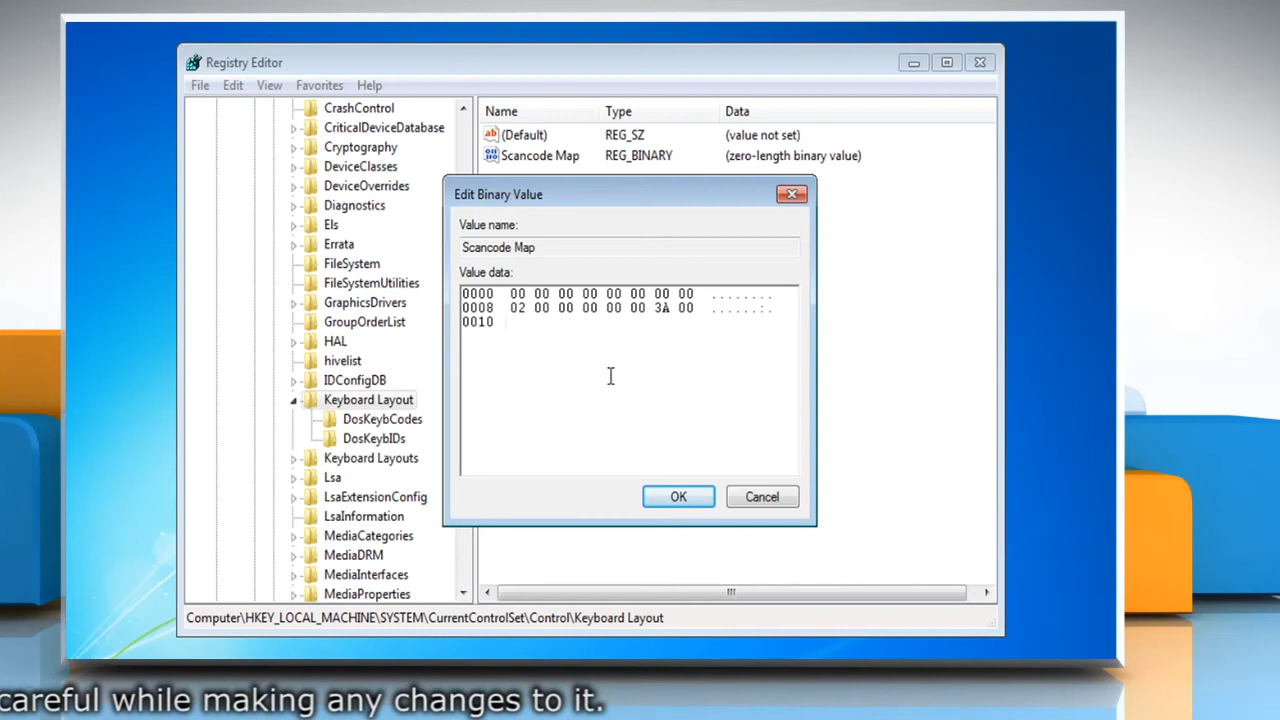 Registry Editor
File Edit View Favorites Help
CrashControl
CriticalDeviceDatabase
Cryptography
DeviceClasses
DeviceOverrides
Diagnostics
Els
Errata
FileSystem
FileSystemUtilities
GraphicsDrivers
GroupOrderList
HAL
hivelist
IDConfigDB
Keyboard Layout
DosKeybCodes
DosKeybIDs
Keyboard Layouts
Lsa
LsaExtensionConfig
LsaInformation
MediaCategories
MediaDRM
MediaInterfaces
MediaProperties
Name Type Data
(Default) REG_SZ (value not set)
Scancode Map REG_BINARY (zero-length binary value)
Edit Binary Value
Value name:
Scancode Map
Value data:
0000 00 00 00 00 00 00 00 00 ........
0008 02 00 00 00 00 00 3A 00 ......:.
0010
OK Cancel
Computer\HKEY_LOCAL_MACHINE\SYSTEM\CurrentControlSet\Control\Keyboard Layout
careful while making any changes to it.